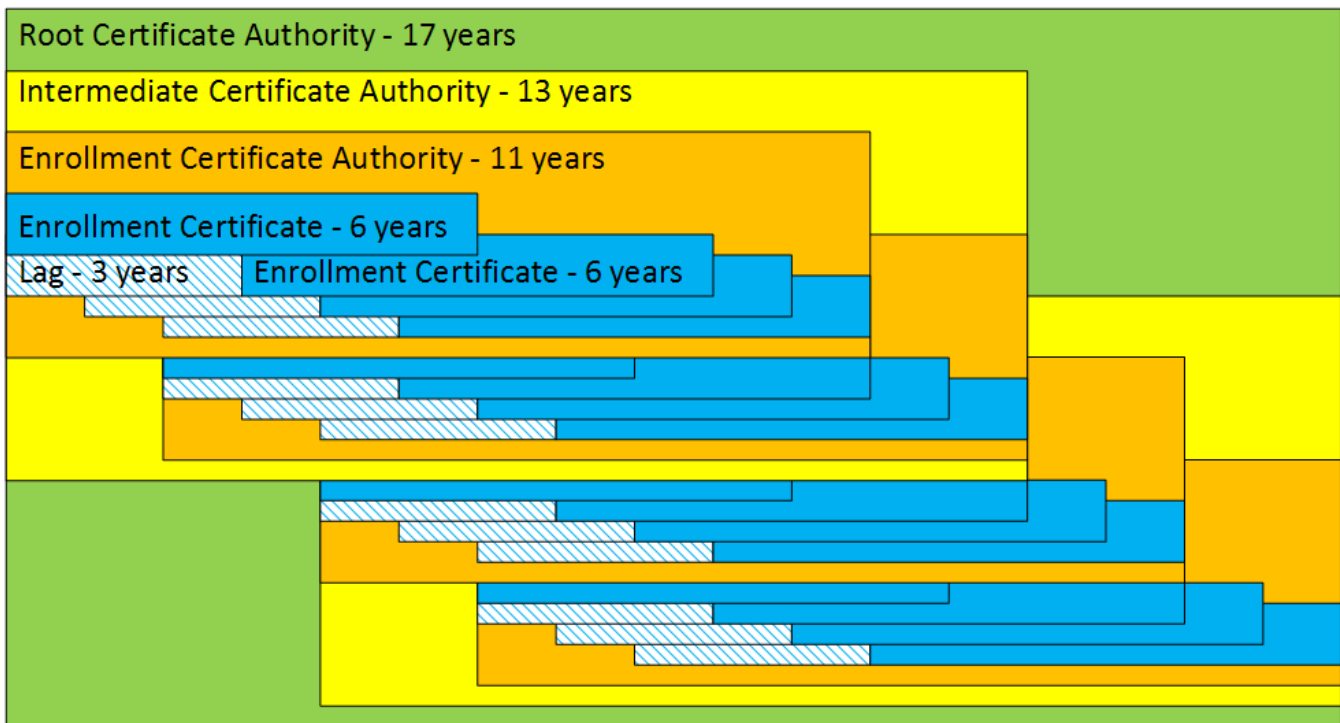 Root Certificate Authority - 17 years
Intermediate Certificate Authority - 13 years
Enrollment Certificate Authority - 11 years
Enrollment Certificate - 6 years
Lag - 3 years Enrollment Certificate - 6 years